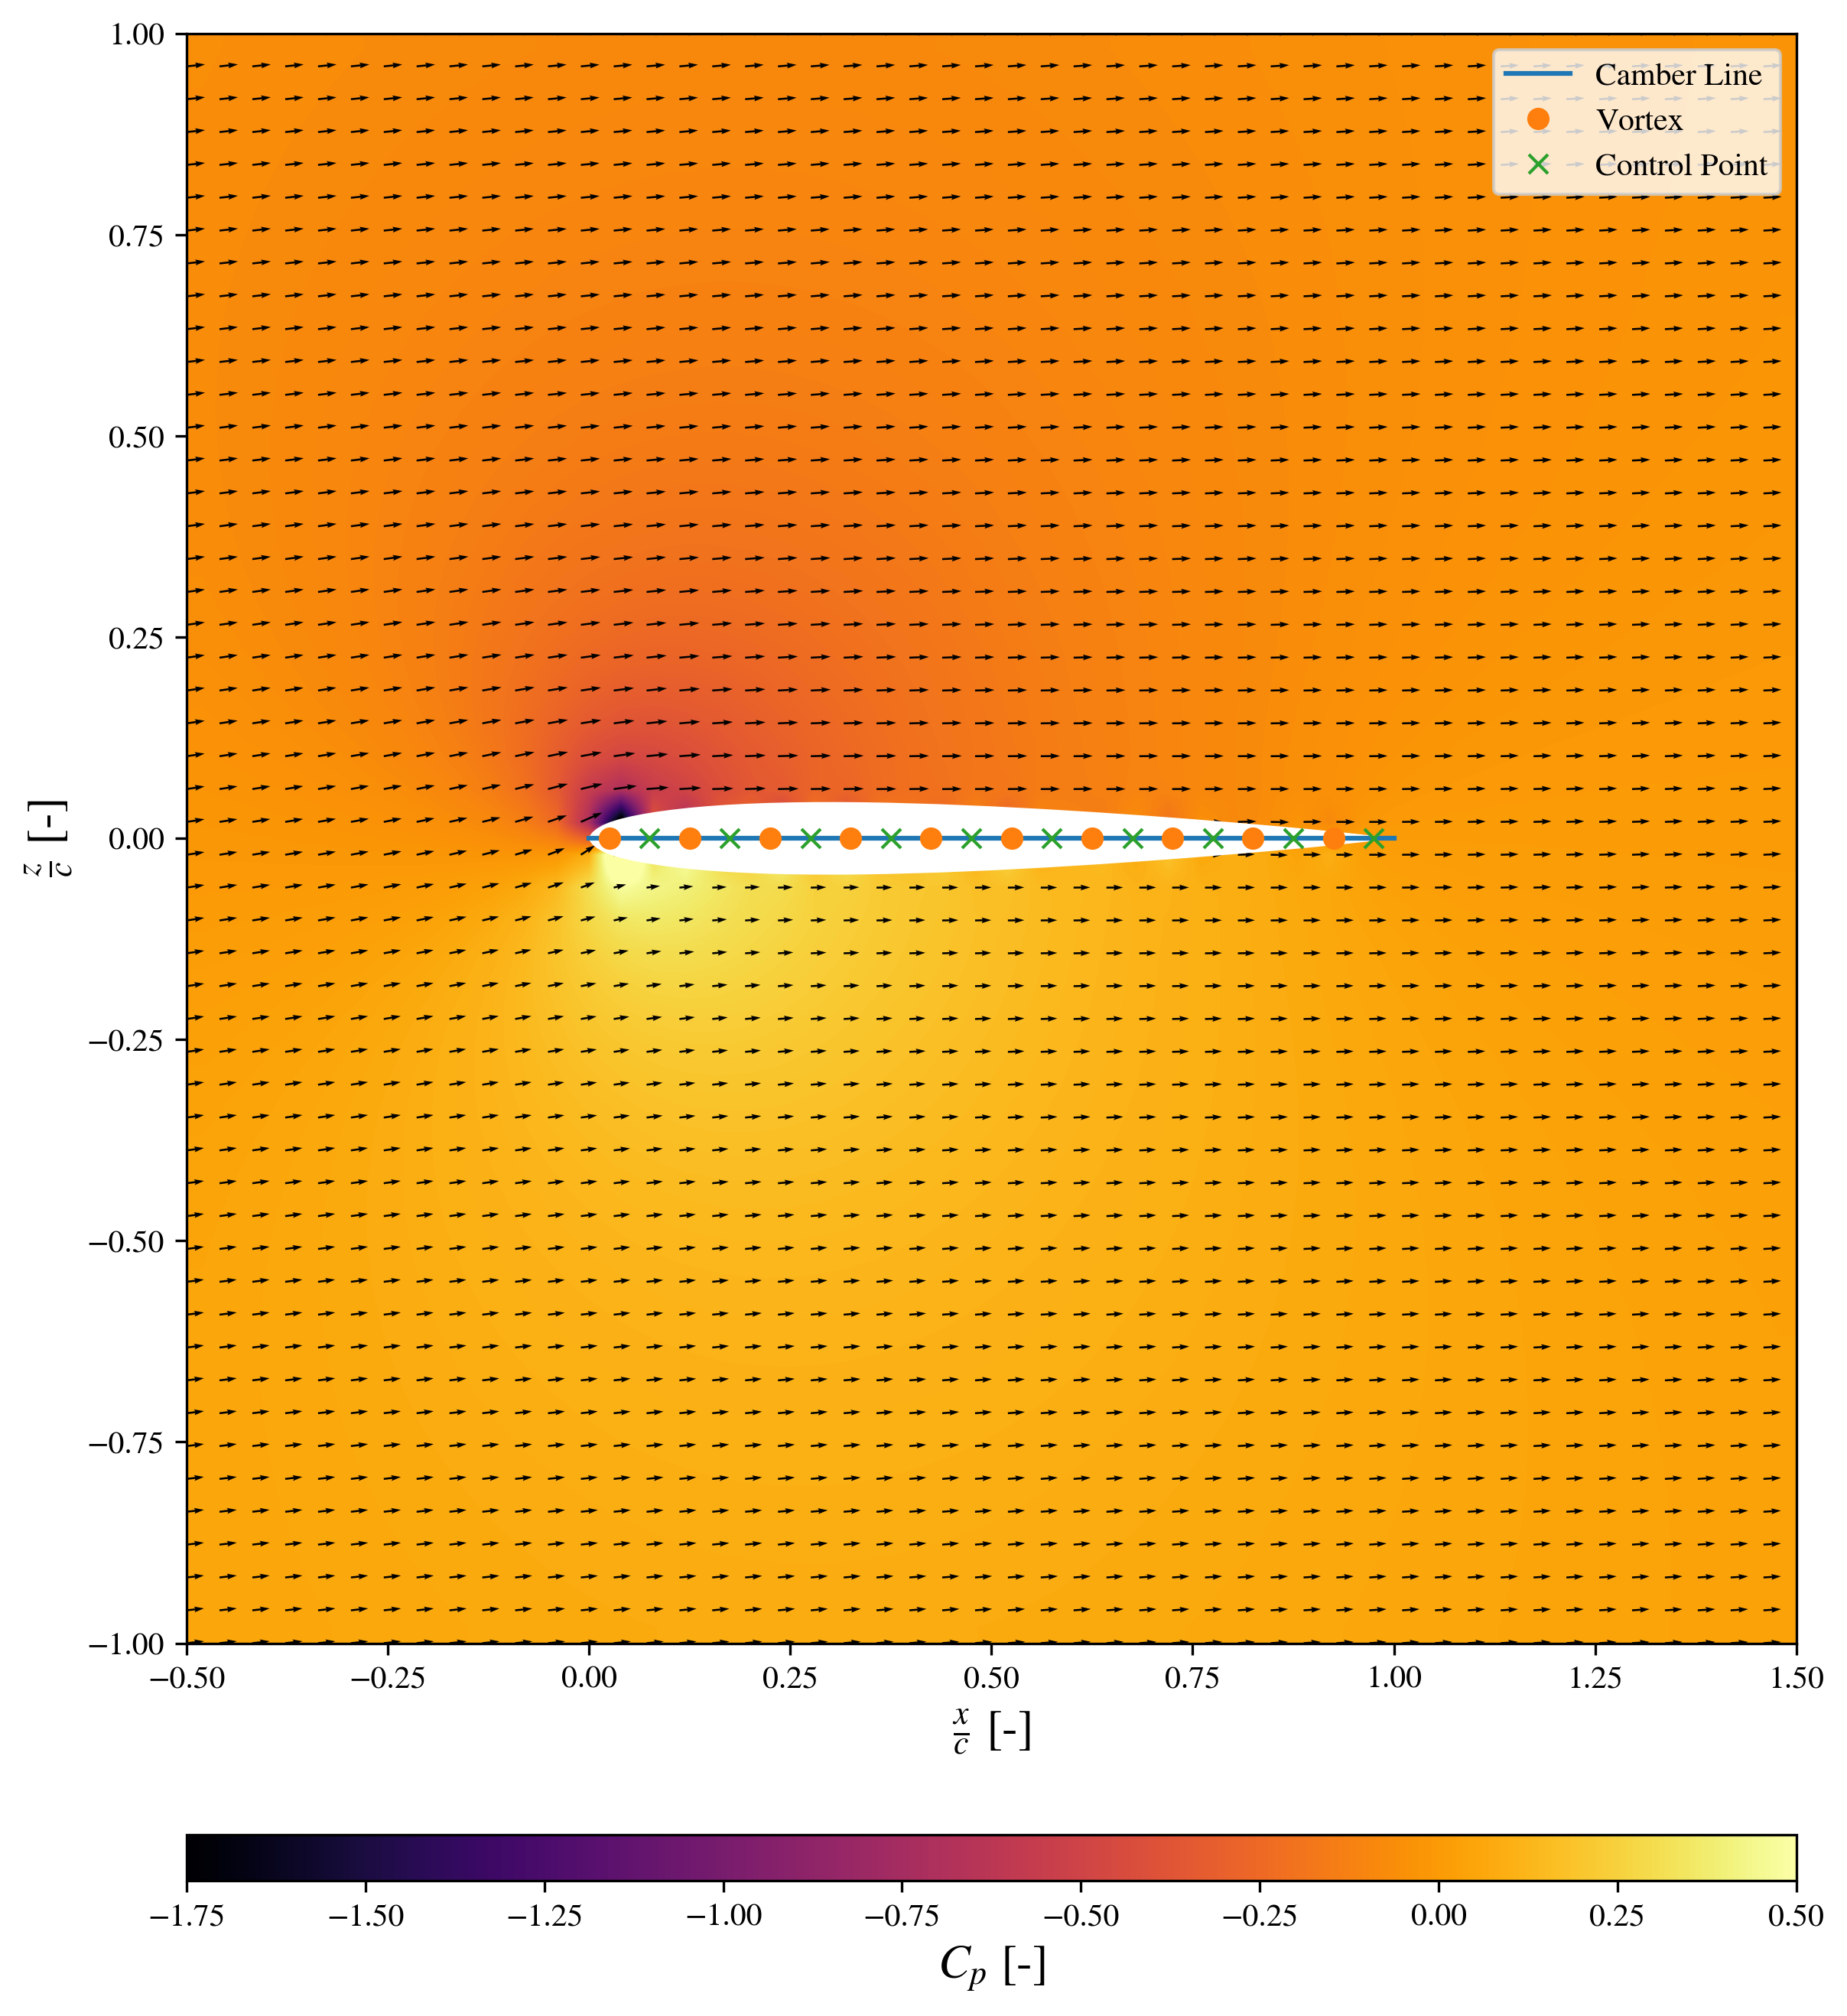 1.00
0.75
0.50
0.25
0.00
−0.25
−0.50
−0.75
−1.00
z/c [-]
Camber Line
Vortex
Control Point
−0.50 −0.25 0.00 0.25 0.50 0.75 1.00 1.25 1.50
x/c [-]
−1.75 −1.50 −1.25 −1.00 −0.75 −0.50 −0.25 0.00 0.25 0.50
Cp [-]